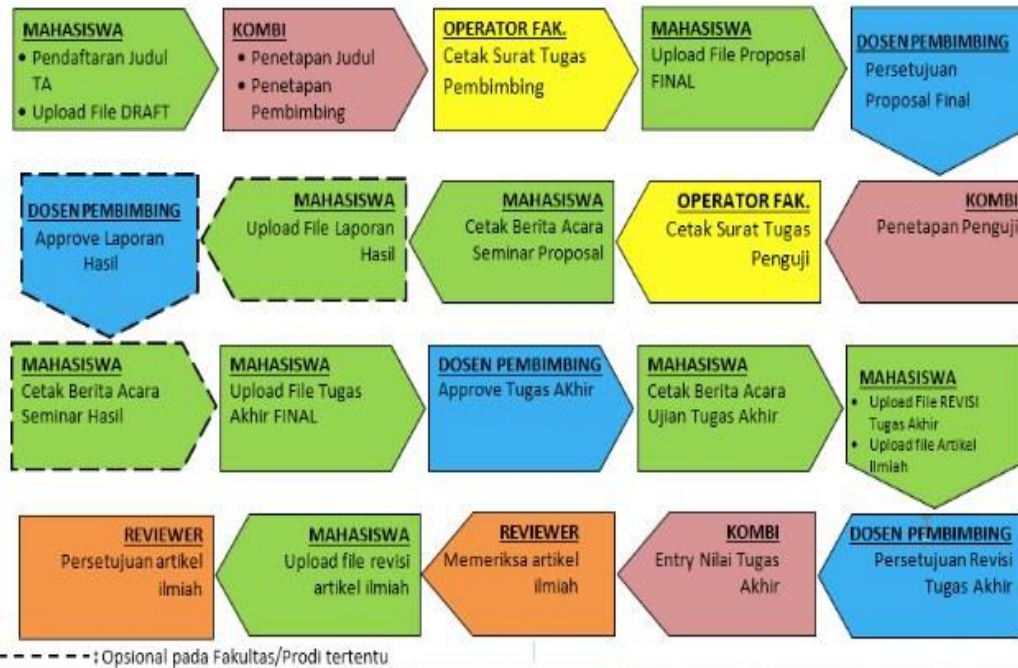 MAHASISWA
• Pendaftaran Judul
TA
• Upload File DRAFT
KOMBI
• Penetapan Judul
• Penetapan
Pembimbing
OPERATOR FAK.
Cetak Surat Tugas
Pembimbing
MAHASISWA
Upload File Proposal
FINAL
DOSEN PEMBIMBING
Persetujuan
Proposal Final
KOMBI
Penetapan Penguji
OPERATOR FAK.
Cetak Surat Tugas
Penguji
MAHASISWA
Cetak Berita Acara
Seminar Proposal
MAHASISWA
Upload File Laporan
Hasil
DOSEN PEMBIMBING
Approve Laporan
Hasil
MAHASISWA
Cetak Berita Acara
Seminar Hasil
MAHASISWA
Upload File Tugas
Akhir FINAL
DOSEN PEMBIMBING
Approve Tugas AKhir
MAHASISWA
Cetak Berita Acara
Ujian Tugas Akhir
MAHASISWA
• Upload File REVISI
Tugas Akhir
• Upload file Artikel
Ilmiah
DOSEN PEMBIMBING
Persetujuan Revisi
Tugas Akhir
KOMBI
Entry Nilai Tugas
Akhir
REVIEWER
Memeriksa artikel
ilmiah
MAHASISWA
Upload file revisi
artikel ilmiah
REVIEWER
Persetujuan artikel
ilmiah
: Opsional pada Fakultas/Prodi tertentu